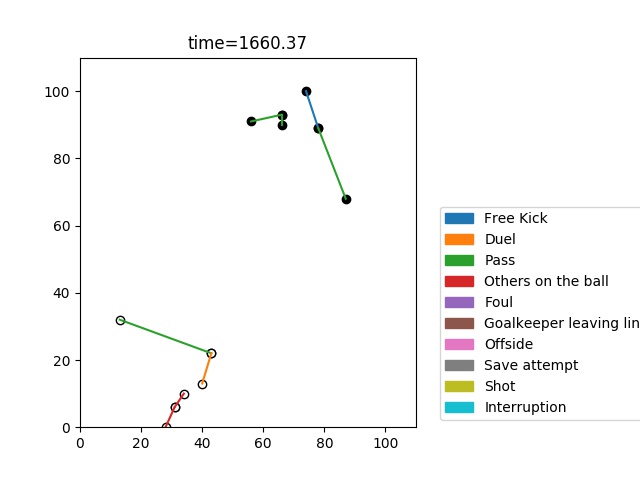 time=1660.37
100
80
60
40
20
0
0 20 40 60 80 100
Free Kick
Duel
Pass
Others on the ball
Foul
Goalkeeper leaving lin
Offside
Save attempt
Shot
Interruption